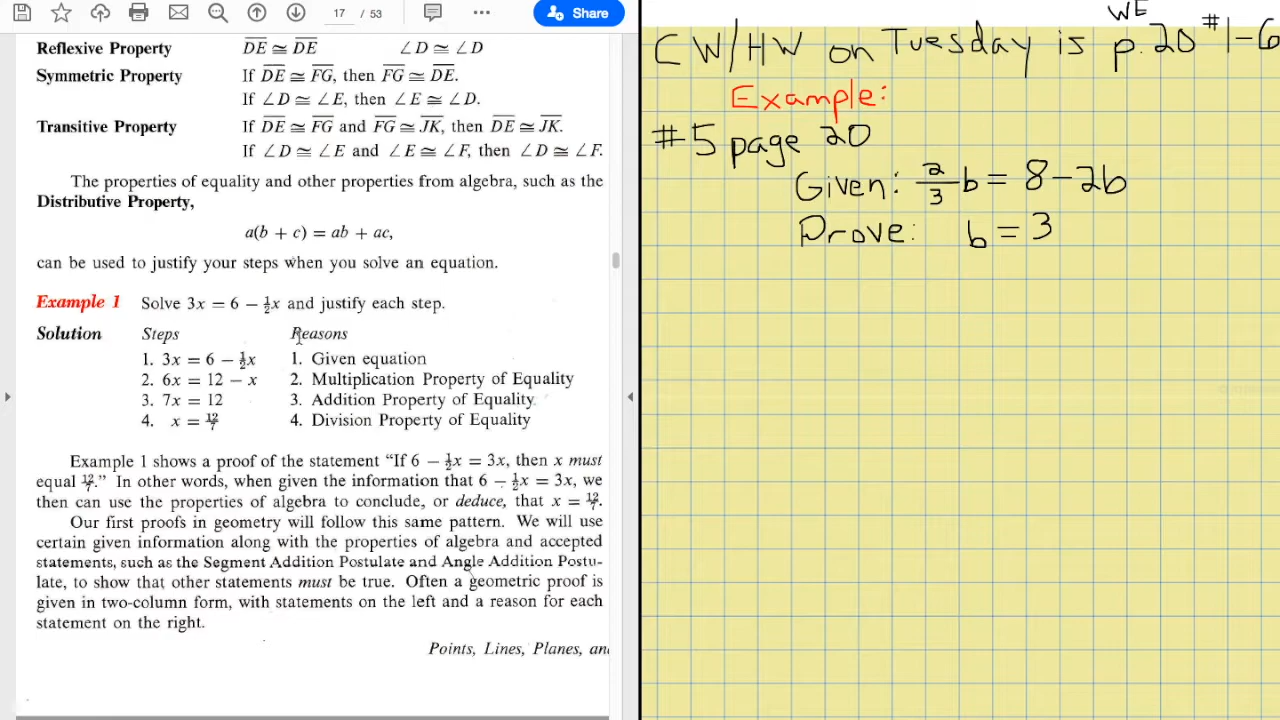 17 / 53
Share
Reflexive Property DE ≅ DE ∠D ≅ ∠D
Symmetric Property If DE ≅ FG, then FG ≅ DE.
If ∠D ≅ ∠E, then ∠E ≅ ∠D.
Transitive Property If DE ≅ FG and FG ≅ JK, then DE ≅ JK.
If ∠D ≅ ∠E and ∠E ≅ ∠F, then ∠D ≅ ∠F.
The properties of equality and other properties from algebra, such as the
Distributive Property,
a(b + c) = ab + ac,
can be used to justify your steps when you solve an equation.
Example 1 Solve 3x = 6 − ½x and justify each step.
Solution Steps Reasons
1. 3x = 6 − ½x 1. Given equation
2. 6x = 12 − x 2. Multiplication Property of Equality
3. 7x = 12 3. Addition Property of Equality
4. x = 12/7 4. Division Property of Equality
Example 1 shows a proof of the statement "If 6 − ½x = 3x, then x must
equal 12/7." In other words, when given the information that 6 − ½x = 3x, we
then can use the properties of algebra to conclude, or deduce, that x = 12/7.
Our first proofs in geometry will follow this same pattern. We will use
certain given information along with the properties of algebra and accepted
statements, such as the Segment Addition Postulate and Angle Addition Postu-
late, to show that other statements must be true. Often a geometric proof is
given in two-column form, with statements on the left and a reason for each
statement on the right.
Points, Lines, Planes, an
WE
CW/HW on Tuesday is p.20 #1-6
Example:
#5 page 20
Given: 2/3 b = 8 - 2b
Prove: b = 3